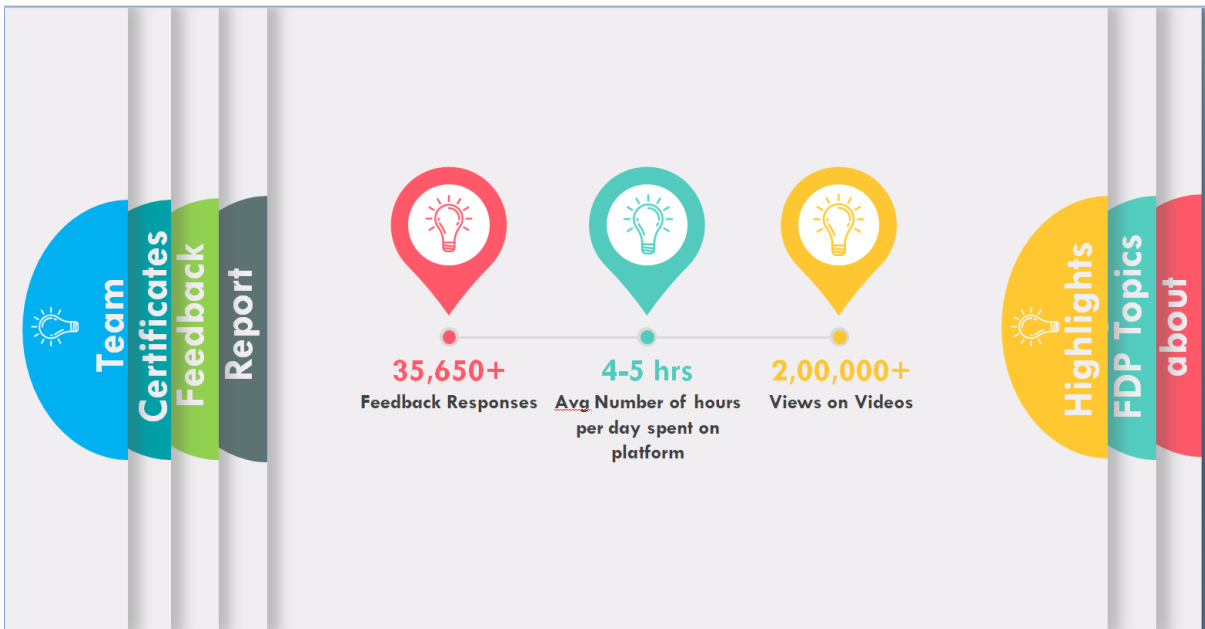 Team
Certificates
Feedback
Report
35,650+
Feedback Responses
4-5 hrs
Avg Number of hours
per day spent on
platform
2,00,000+
Views on Videos
Highlights
FDP Topics
about